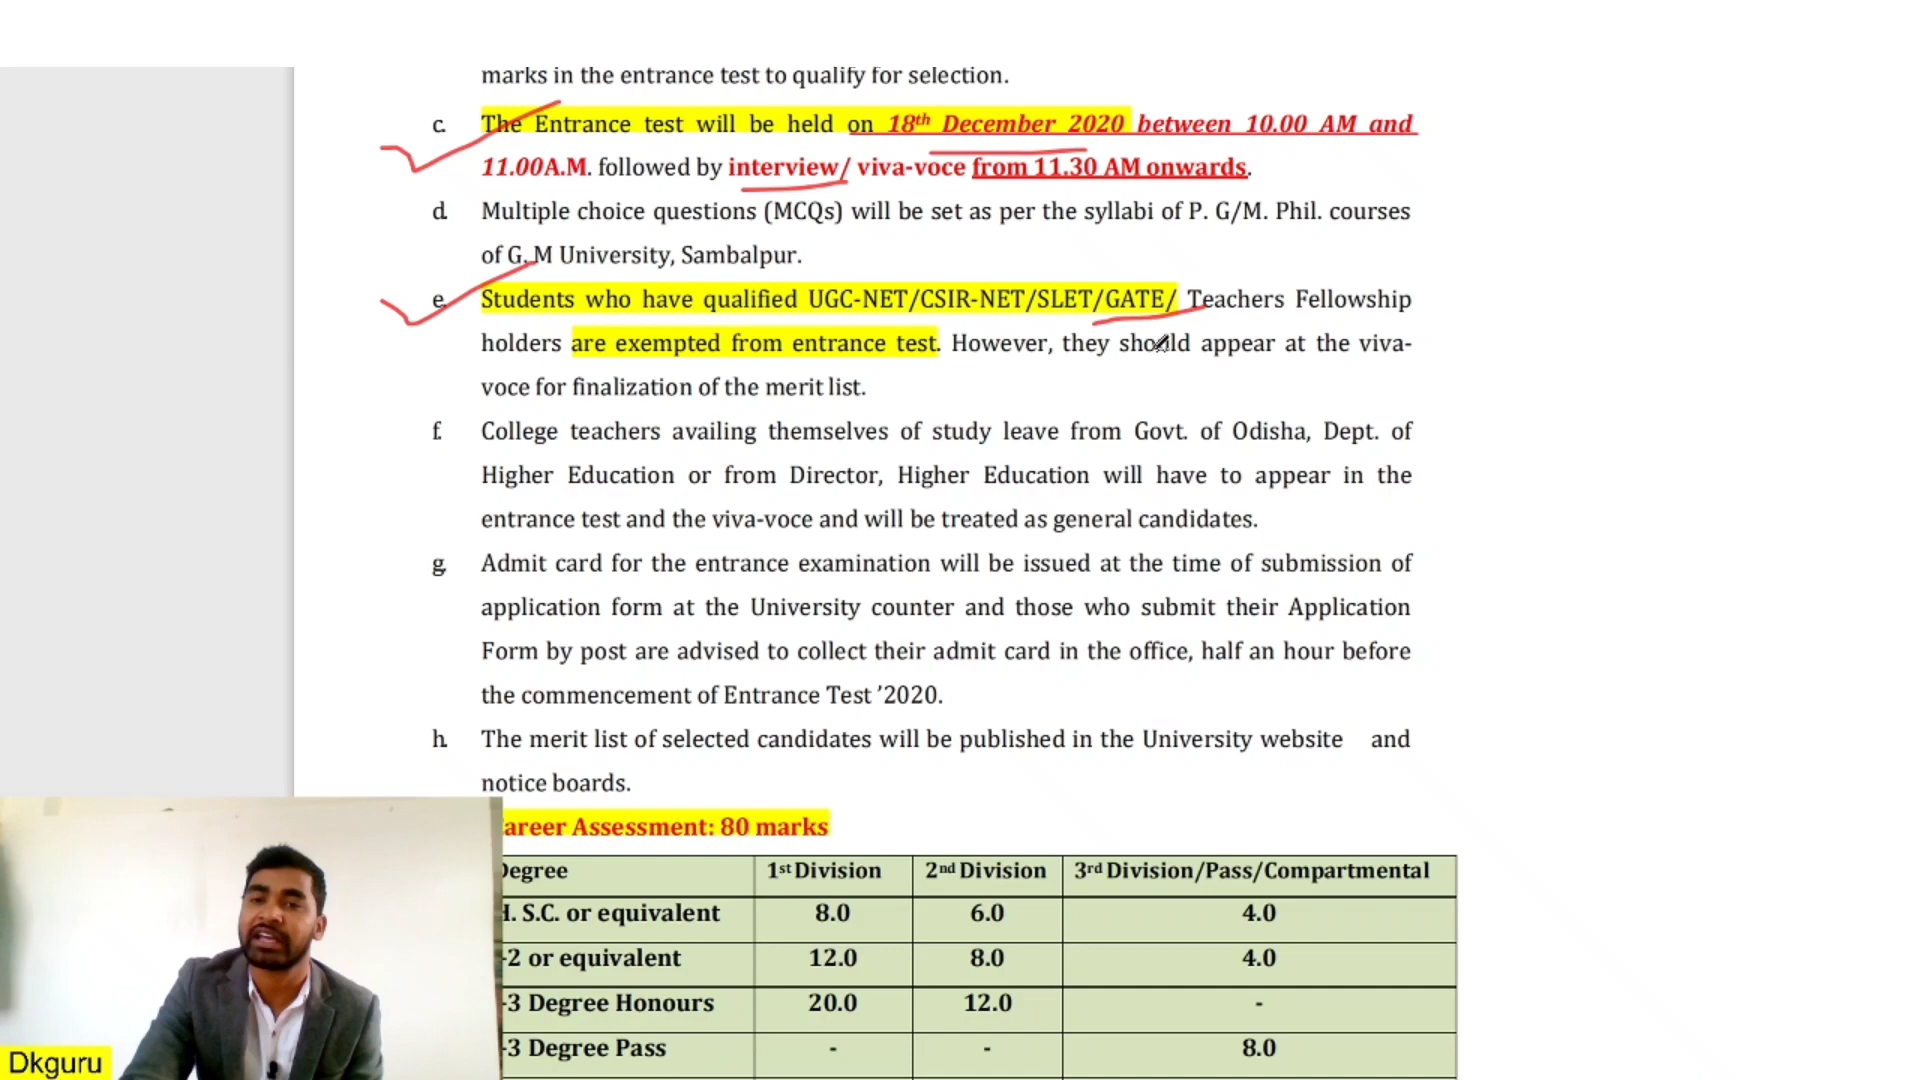 marks in the entrance test to qualify for selection.
c. The Entrance test will be held on 18th December 2020 between 10.00 AM and
11.00A.M. followed by interview/ viva-voce from 11.30 AM onwards.
d. Multiple choice questions (MCQs) will be set as per the syllabi of P. G/M. Phil. courses
of G. M University, Sambalpur.
e. Students who have qualified UGC-NET/CSIR-NET/SLET/GATE/ Teachers Fellowship
holders are exempted from entrance test. However, they should appear at the viva-
voce for finalization of the merit list.
f. College teachers availing themselves of study leave from Govt. of Odisha, Dept. of
Higher Education or from Director, Higher Education will have to appear in the
entrance test and the viva-voce and will be treated as general candidates.
g. Admit card for the entrance examination will be issued at the time of submission of
application form at the University counter and those who submit their Application
Form by post are advised to collect their admit card in the office, half an hour before
the commencement of Entrance Test ’2020.
h. The merit list of selected candidates will be published in the University website and
notice boards.
areer Assessment: 80 marks
Degree 1st Division 2nd Division 3rd Division/Pass/Compartmental
H. S.C. or equivalent 8.0 6.0 4.0
-2 or equivalent 12.0 8.0 4.0
-3 Degree Honours 20.0 12.0 -
-3 Degree Pass - - 8.0
Dkguru